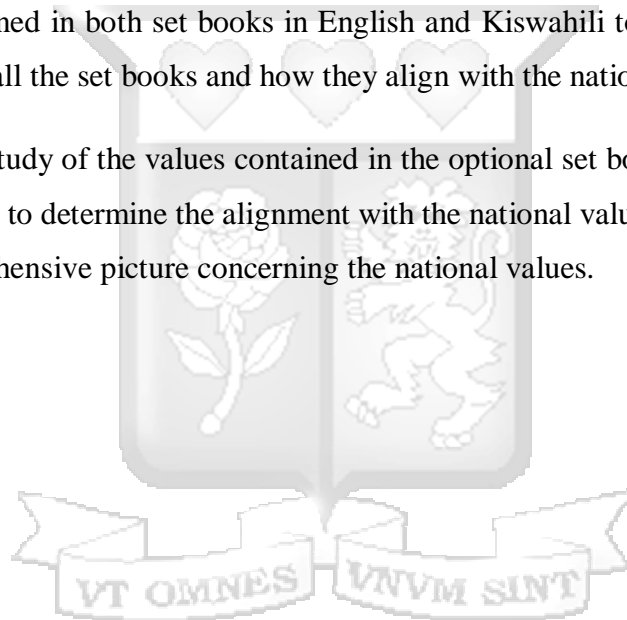 ned in both set books in English and Kiswahili to
all the set books and how they align with the natio
tudy of the values contained in the optional set bo
to determine the alignment with the national valu
hensive picture concerning the national values.
VT OMNES VNVM SINT